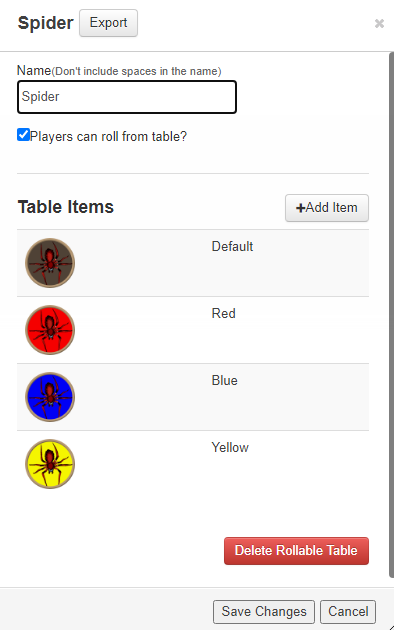 Spider Export ×
Name(Don't include spaces in the name)
Spider
Players can roll from table?
Table Items +Add Item
Default
Red
Blue
Yellow
Delete Rollable Table
Save Changes Cancel